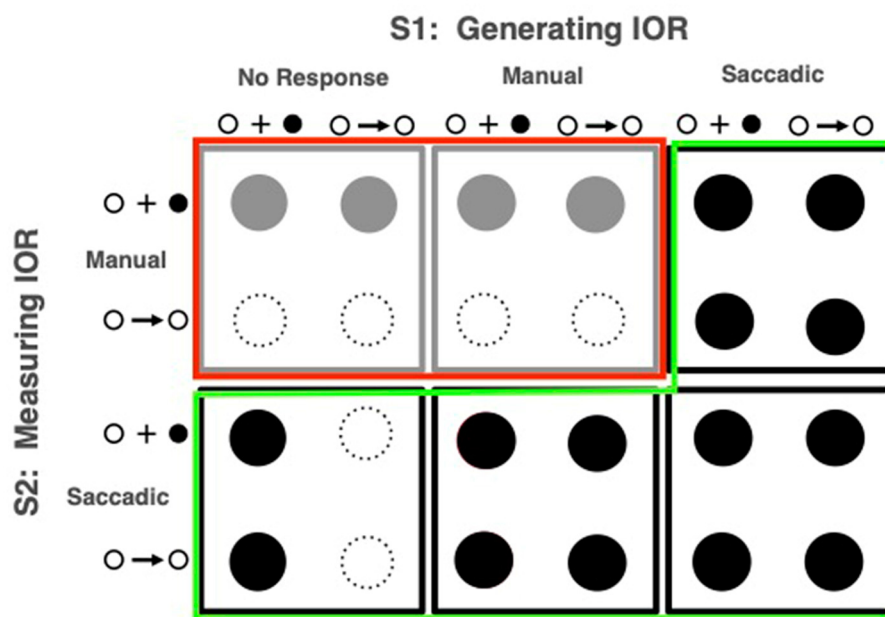 S1: Generating IOR
No Response Manual Saccadic
S2: Measuring IOR
Manual
Saccadic